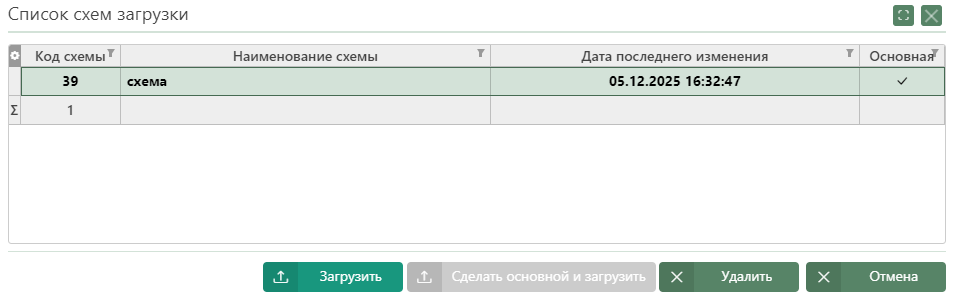 Список схем загрузки
Код схемы Наименование схемы Дата последнего изменения Основная
39 схема 05.12.2025 16:32:47 ✓
Σ 1
Загрузить Сделать основной и загрузить Удалить Отмена